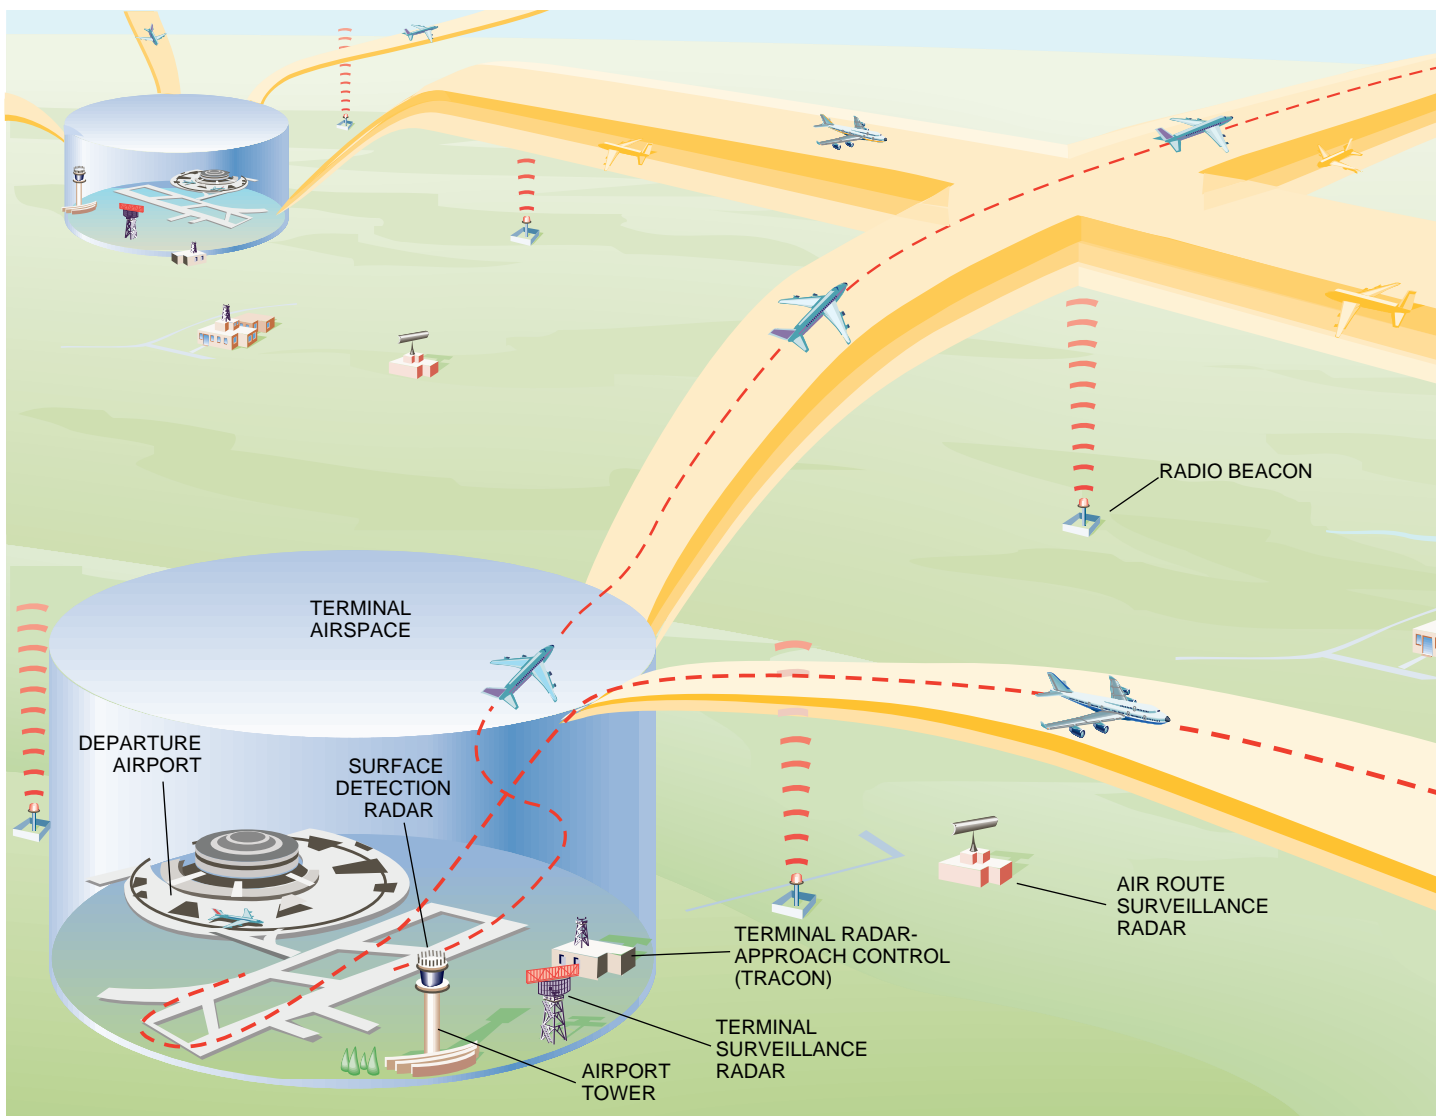 RADIO BEACON
TERMINAL
AIRSPACE
DEPARTURE
AIRPORT
SURFACE
DETECTION
RADAR
AIR ROUTE
SURVEILLANCE
RADAR
TERMINAL RADAR-
APPROACH CONTROL
(TRACON)
TERMINAL
SURVEILLANCE
RADAR
AIRPORT
TOWER